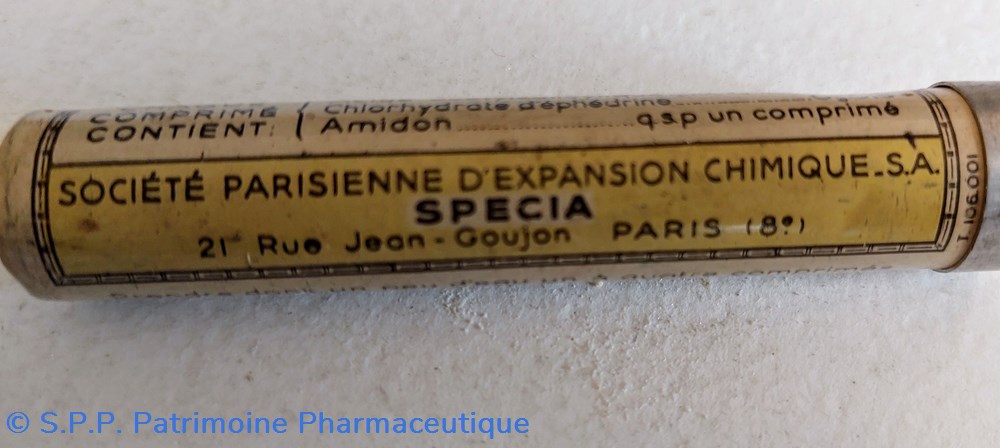 COMPRIMÉ
CONTIENT: ( Chlorhydrate d'éphédrine
Amidon ............ q.s.p un comprimé
SOCIÉTÉ PARISIENNE D'EXPANSION CHIMIQUE_S.A.
SPECIA
21 Rue Jean-Goujon PARIS (8e)
I 106.001
© S.P.P. Patrimoine Pharmaceutique